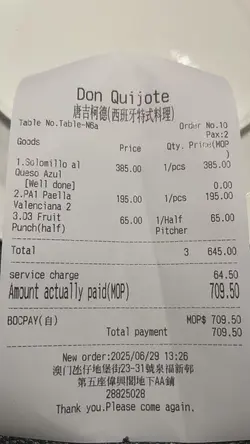 Don Quijote
唐吉柯德(西班牙特式料理)
Table No.Table-N6a Order No.10
Pax:2
Goods Price Qty. Price(MOP
)
1.Solomillo al 385.00 1/pcs 385.00
Queso Azul
[Well done] 0.00
2.PA1 Paella 195.00 1/pcs 195.00
Valenciana 2
3.D3 Fruit 65.00 1/Half 65.00
Punch(half) Pitcher
Total 3 645.00
service charge 64.50
Amount actually paid(MOP) 709.50
BOCPAY(自) MOP$ 709.50
Total payment 709.50
New order:2025/06/29 13:26
澳门氹仔地堡街23-31號泉福新邨
第五座偉興閣地下AA鋪
28825028
Thank you.Please come again.